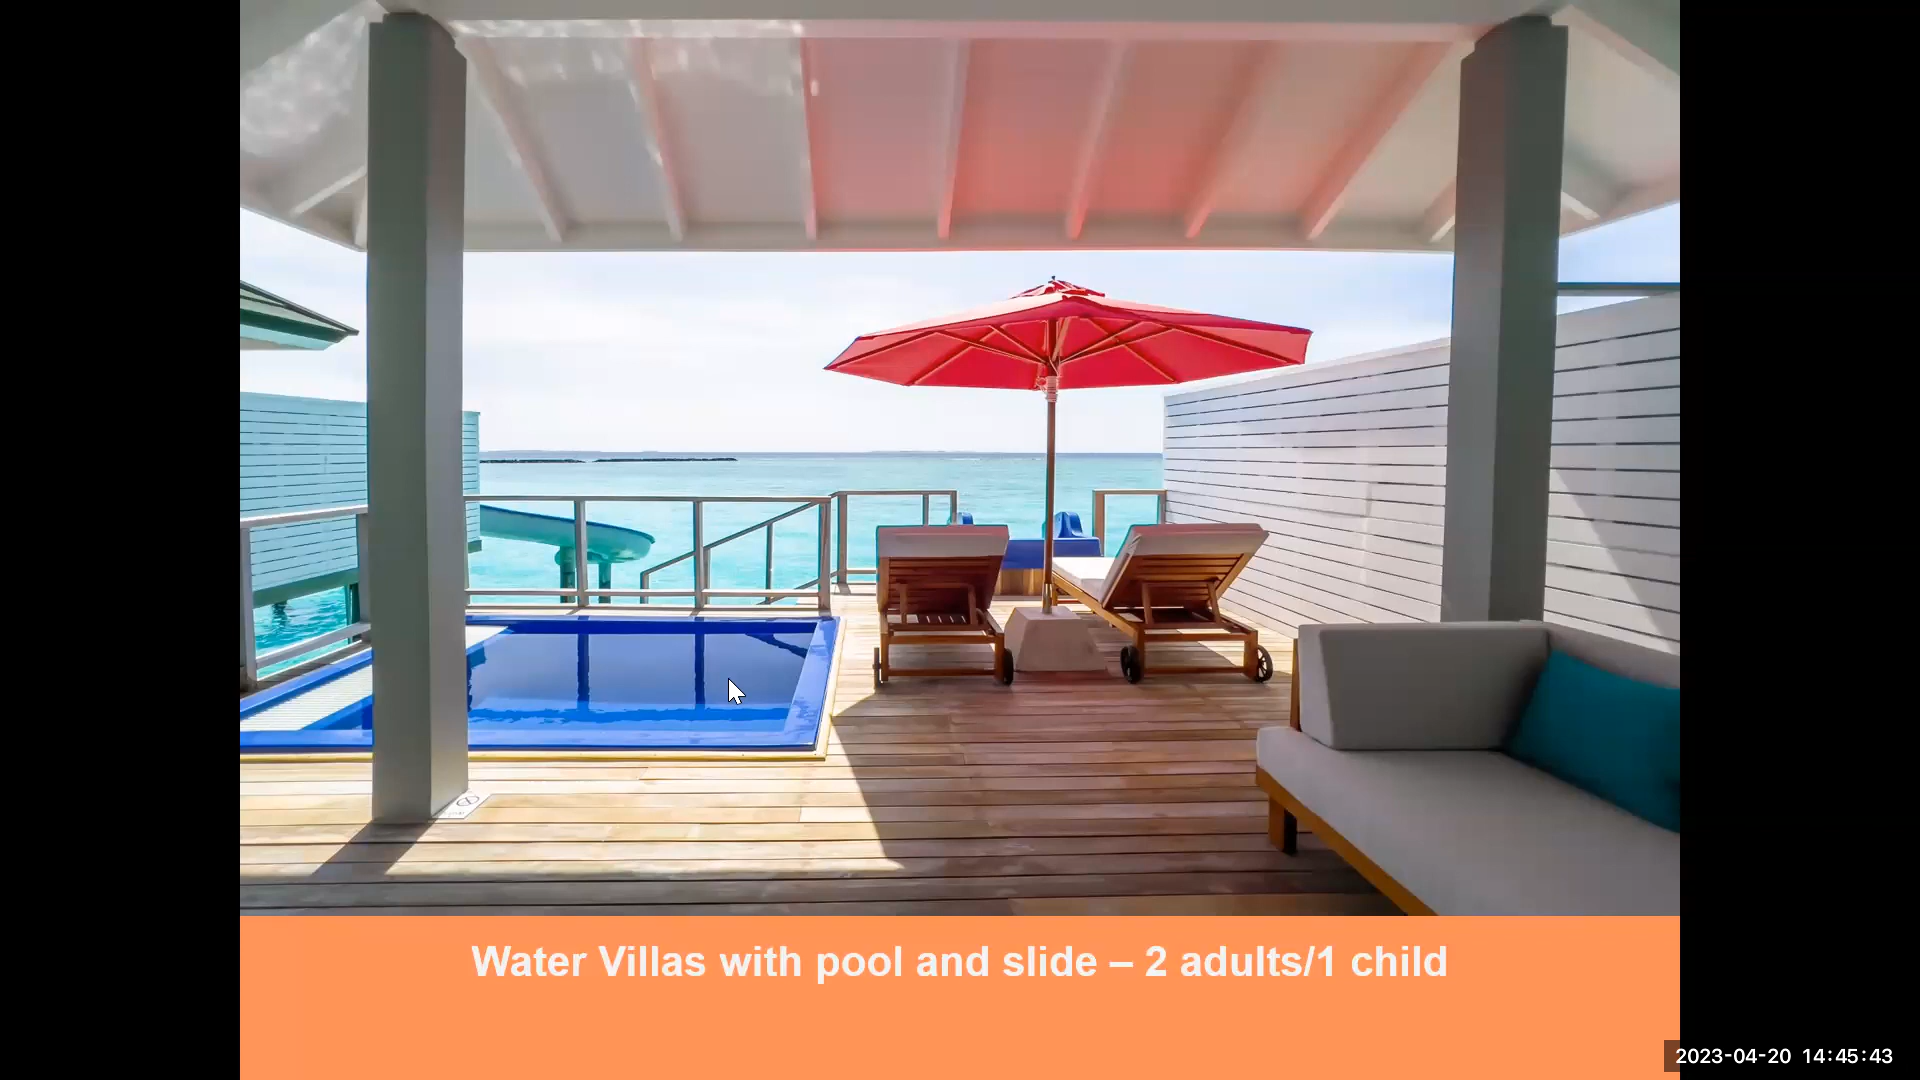 Water Villas with pool and slide – 2 adults/1 child
2023-04-20 14:45:43